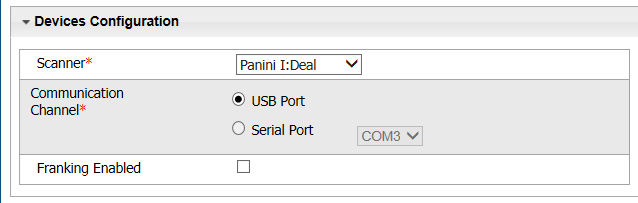 Devices Configuration
Scanner*
Panini I:Deal
Communication
Channel*
USB Port
Serial Port
COM3
Franking Enabled